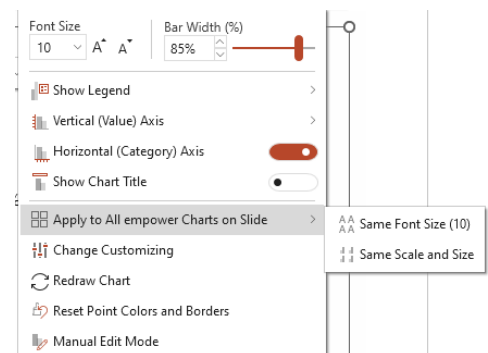 Font Size
Bar Width (%)
10
A A
85%
Show Legend
Vertical (Value) Axis
Horizontal (Category) Axis
Show Chart Title
Apply to All empower Charts on Slide
Same Font Size (10)
Change Customizing
Same Scale and Size
Redraw Chart
Reset Point Colors and Borders
Manual Edit Mode